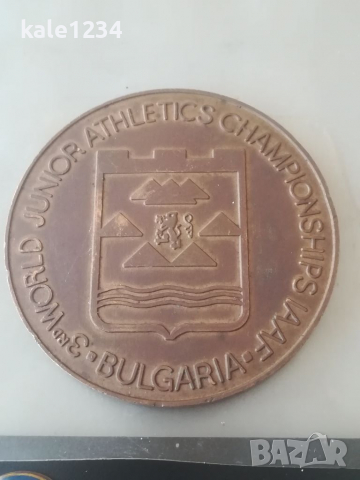 kale1234
3RD WORLD JUNIOR ATHLETICS CHAMPIONSHIPS IAAF
• BULGARIA •
BAZAR